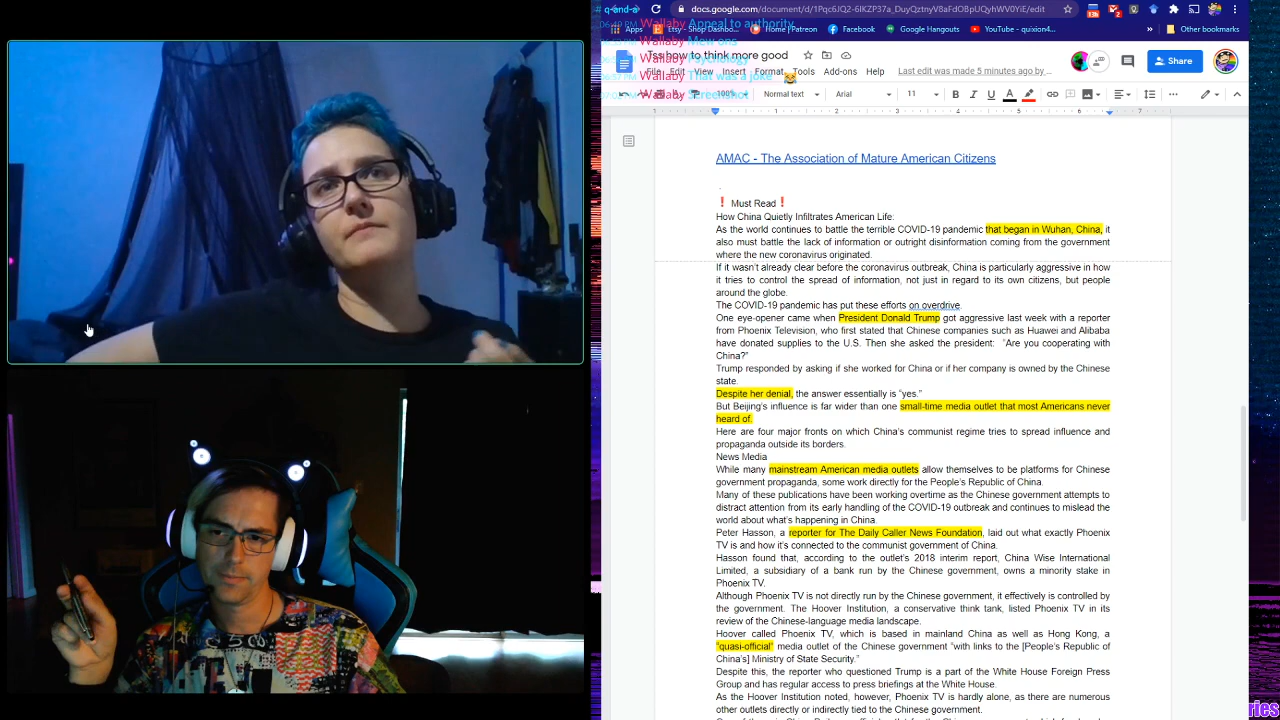 # q-and-a
docs.google.com/document/d/1Pqc6JQ2-6IKZP37a_DuyQztnyV8aFdOBpUQyhWV0YiE/edit
Apps
Etsy - Shop Dashbo...
Home | Patreon
Facebook
Google Hangouts
YouTube - quixion4...
Other bookmarks
Wallaby Appeal to authority
Wallaby Mew ons
Wallaby Psychology
Wallaby That was a joke
Wallaby Screenshot
Tss how to think more good
File Edit View Insert Format Tools Add-ons Help
Last edit was made 5 minutes ago by ...
Share
100% Normal text Arial 11
AMAC - The Association of Mature American Citizens
❗ Must Read ❗
How China Quietly Infiltrates American Life:
As the world continues to battle the terrible COVID-19 pandemic that began in Wuhan, China, it
also must battle the lack of information or outright disinformation coming from the government
where the new coronavirus originated.
If it wasn't already clear before the coronavirus outbreak, China is particularly aggressive in how
it tries to control the spread of information, not just in regard to its own citizens, but people
around the globe.
The COVID-19 pandemic has put these efforts on overdrive.
One eye-opener came when President Donald Trump got aggressive last week with a reporter
from Phoenix Television, who first stated that Chinese companies such as Huawei and Alibaba
have donated supplies to the U.S. Then she asked the president: "Are you cooperating with
China?"
Trump responded by asking if she worked for China or if her company is owned by the Chinese
state.
Despite her denial, the answer essentially is "yes."
But Beijing's influence is far wider than one small-time media outlet that most Americans never
heard of.
Here are four major fronts on which China's communist regime tries to spread influence and
propaganda outside its borders.
News Media
While many mainstream American media outlets allow themselves to be platforms for Chinese
government propaganda, some work directly for the People's Republic of China.
Many of these publications have been working overtime as the Chinese government attempts to
distract attention from its early handling of the COVID-19 outbreak and continues to mislead the
world about what's happening in China.
Peter Hasson, a reporter for The Daily Caller News Foundation, laid out what exactly Phoenix
TV is and how it's connected to the communist government of China.
Hasson found that, according to the outlet's 2018 interim report, China Wise International
Limited, a subsidiary of a bank run by the Chinese government, owns a minority stake in
Phoenix TV.
Although Phoenix TV is not directly run by the Chinese government, it effectively is controlled by
the government. The Hoover Institution, a conservative think tank, listed Phoenix TV in its
review of the Chinese-language media landscape.
Hoover called Phoenix TV, which is based in mainland China as well as Hong Kong, a
"quasi-official" media outlet of the Chinese government "with links to the [People's Republic of
China's] Ministry of State Security."
Despite this, the reporter who questioned Trump is a part of the White House Foreign Press
Group and has regular access to press briefings at the White House.
As the Hoover Institution noted, however, Phoenix TV is hardly alone, as there are numerous
other outlets directly or indirectly tied to the Chinese government.
ries